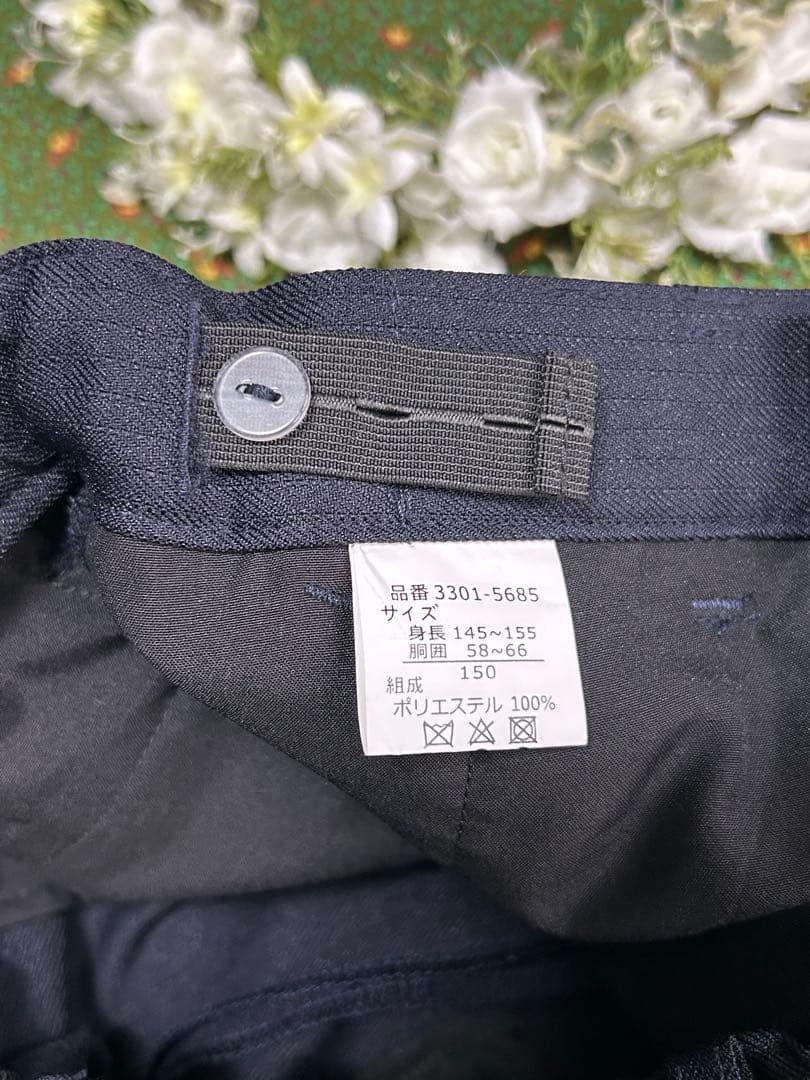 品番 3301-5685
サイズ
身長 145~155
胴囲 58~66
150
組成
ポリエステル 100%